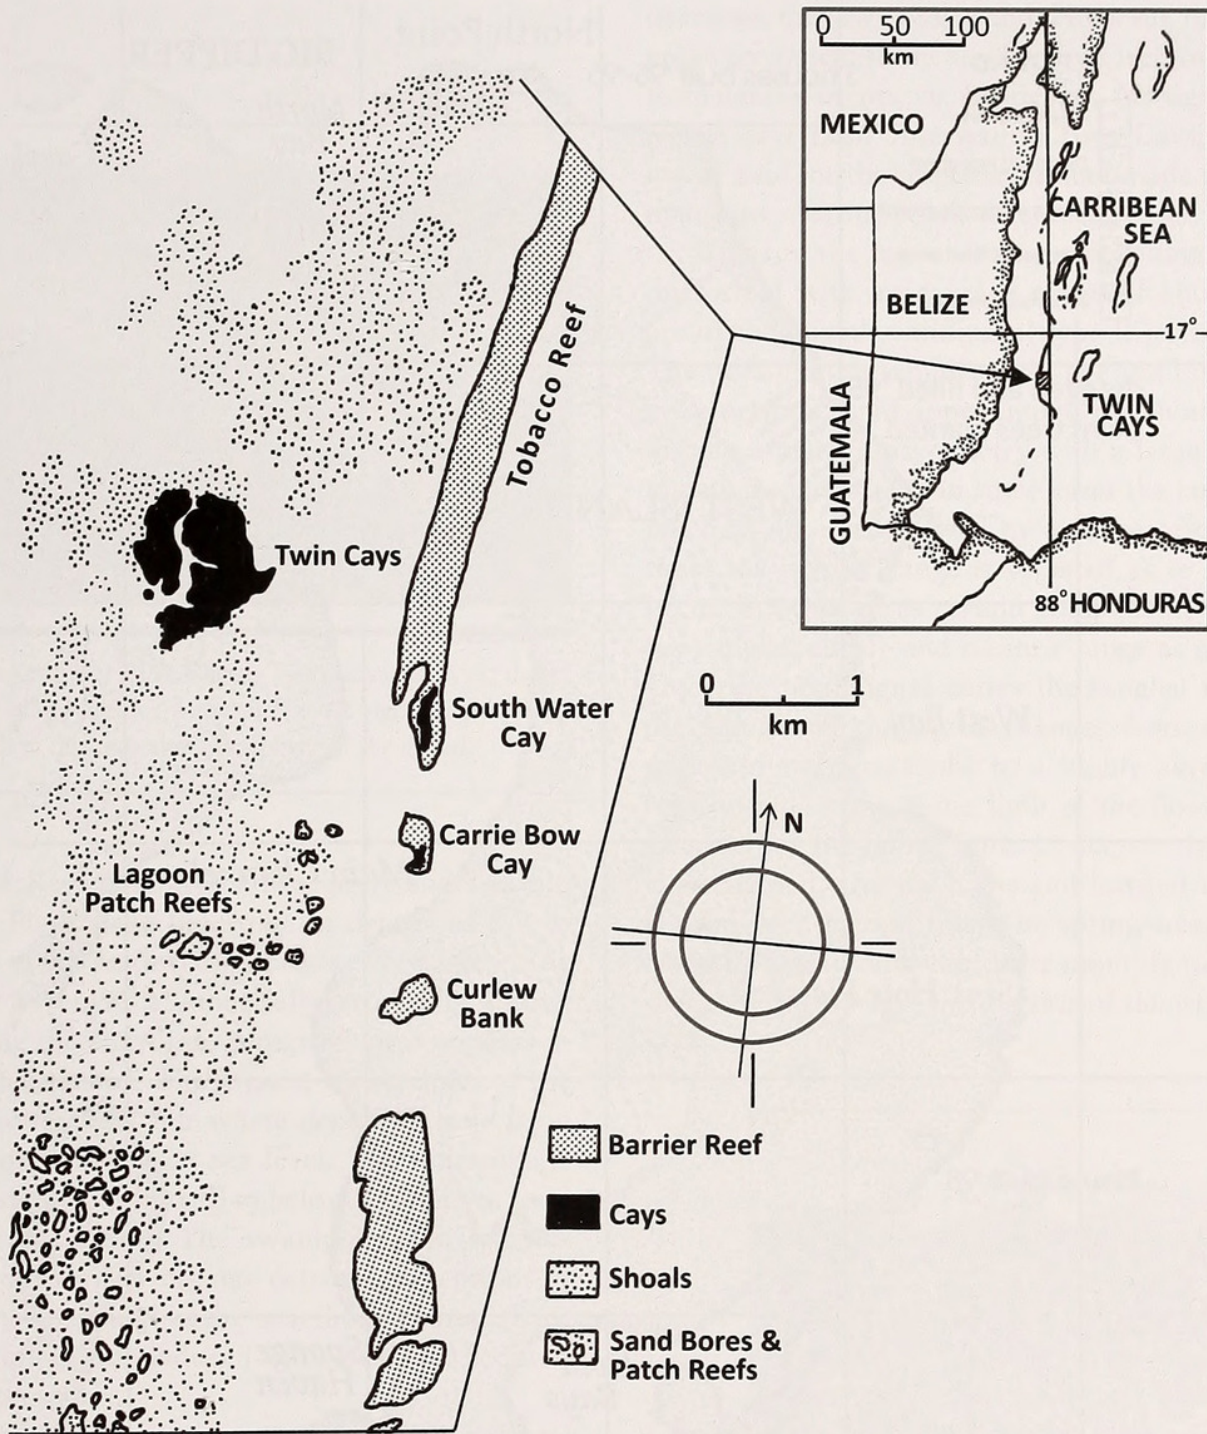 0 50 100
km
MEXICO
CARRIBEAN
SEA
BELIZE
17°
GUATEMALA
TWIN
CAYS
88° HONDURAS
Tobacco Reef
Twin Cays
South Water
Cay
0 1
km
Carrie Bow
Cay
N
Lagoon
Patch Reefs
Curlew
Bank
Barrier Reef
Cays
Shoals
Sand Bores &
Patch Reefs